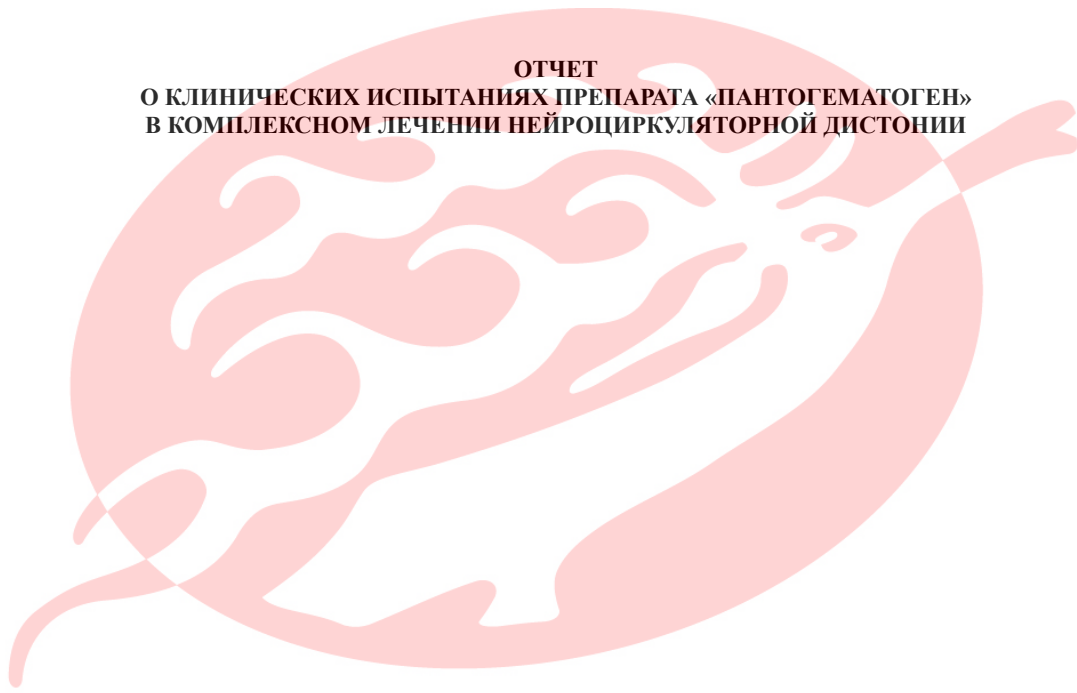 ОТЧЕТ
О КЛИНИЧЕСКИХ ИСПЫТАНИЯХ ПРЕПАРАТА «ПАНТОГЕМАТОГЕН»
В КОМПЛЕКСНОМ ЛЕЧЕНИИ НЕЙРОЦИРКУЛЯТОРНОЙ ДИСТОНИИ